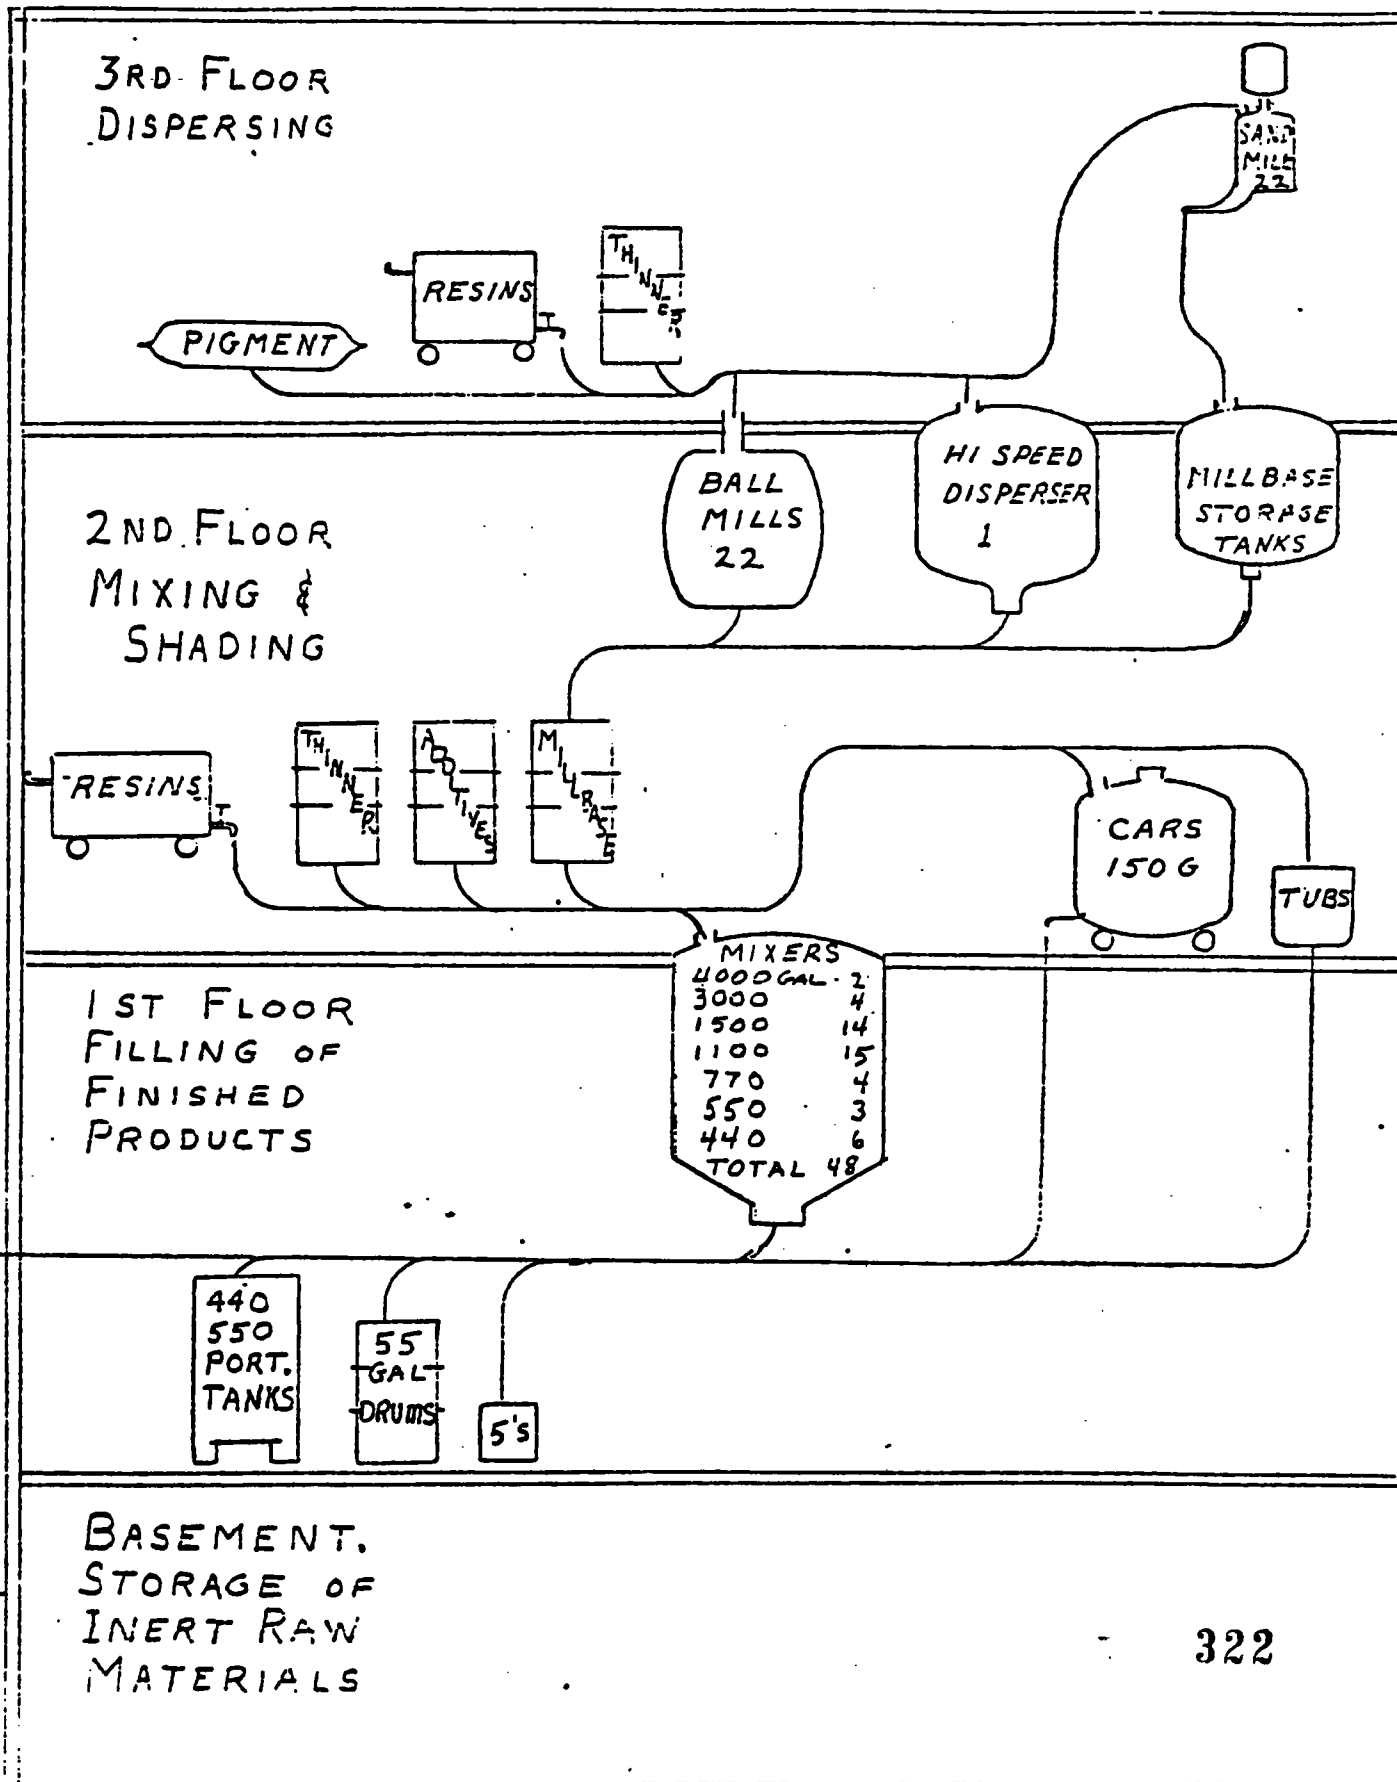 3RD FLOOR
DISPERSING
SAND
MILL
22
THINNER
RESINS
PIGMENT
BALL
MILLS
22
HI SPEED
DISPERSER
1
MILLBASE
STORAGE
TANKS
2ND FLOOR
MIXING &
SHADING
RESINS
THINNER
ADDITIVES
MILLBASE
CARS
150 G
TUBS
MIXERS
4000 GAL. 2
3000 4
1500 14
1100 15
770 4
550 3
440 6
TOTAL 48
1ST FLOOR
FILLING OF
FINISHED
PRODUCTS
440
550
PORT.
TANKS
55
GAL
DRUMS
5's
BASEMENT.
STORAGE OF
INERT RAW
MATERIALS
322